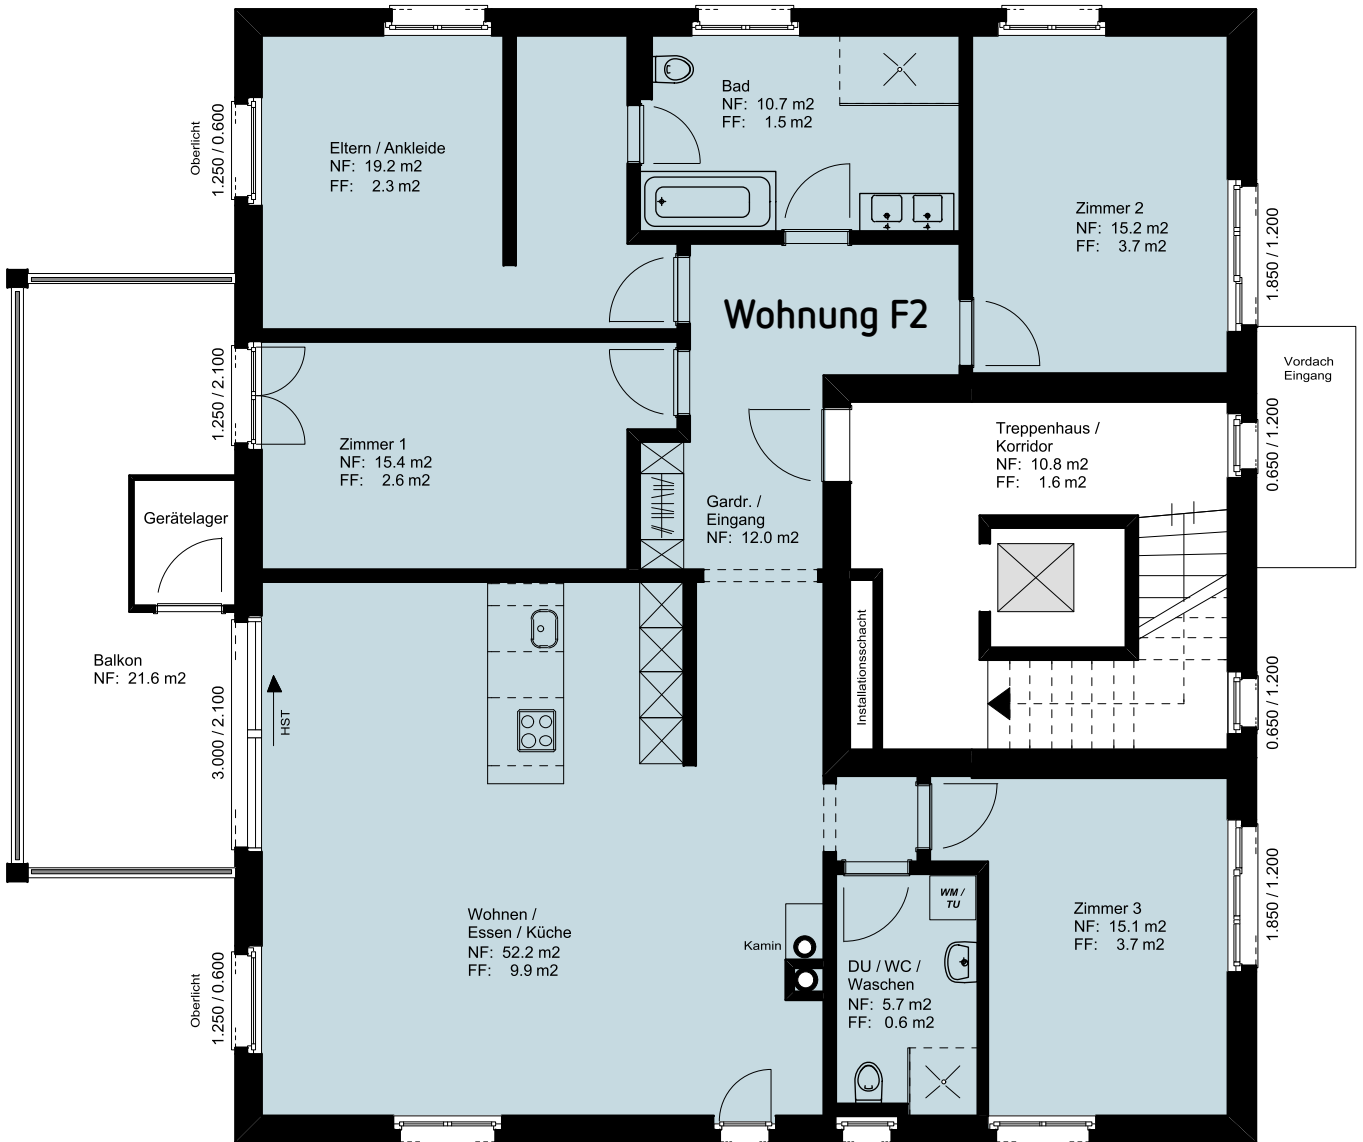 Oberlicht
1.250 / 0.600
Eltern / Ankleide
NF: 19.2 m2
FF: 2.3 m2
Bad
NF: 10.7 m2
FF: 1.5 m2
Zimmer 2
NF: 15.2 m2
FF: 3.7 m2
1.850 / 1.200
Wohnung F2
Vordach
Eingang
1.250 / 2.100
Zimmer 1
NF: 15.4 m2
FF: 2.6 m2
Treppenhaus /
Korridor
NF: 10.8 m2
FF: 1.6 m2
0.650 / 1.200
Gerätelager
Gardr. /
Eingang
NF: 12.0 m2
Installationsschacht
Balkon
NF: 21.6 m2
3.000 / 2.100
HST
0.650 / 1.200
Wohnen /
Essen / Küche
NF: 52.2 m2
FF: 9.9 m2
Kamin
WM /
TU
DU / WC /
Waschen
NF: 5.7 m2
FF: 0.6 m2
Zimmer 3
NF: 15.1 m2
FF: 3.7 m2
1.850 / 1.200
Oberlicht
1.250 / 0.600